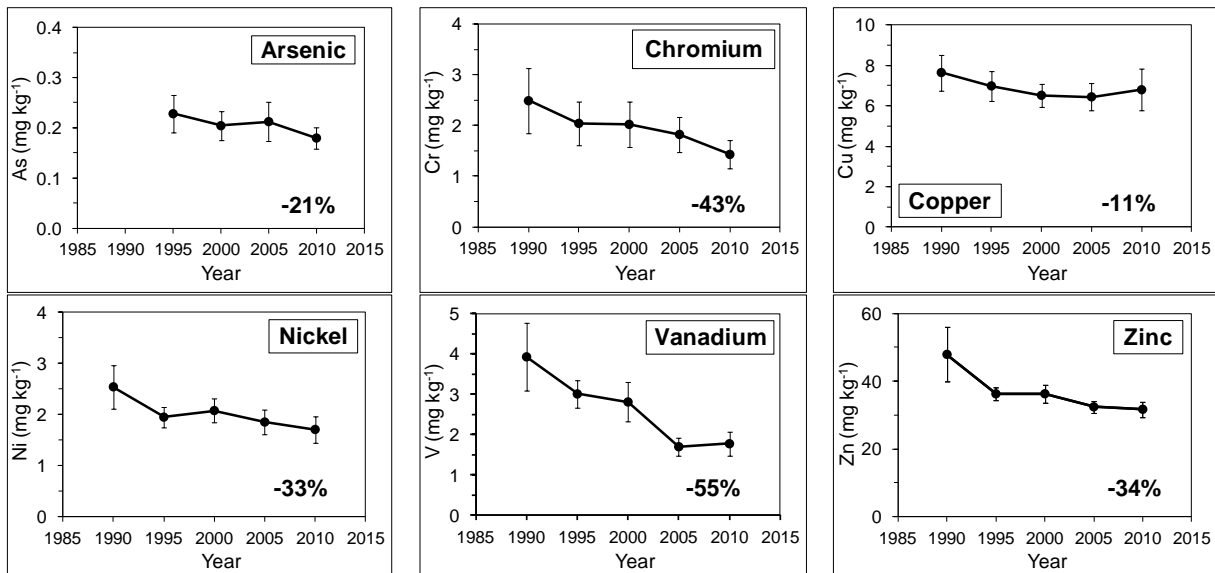 Arsenic
As (mg kg⁻¹)
0.4
0.3
0.2
0.1
0.0
-21%
1985 1990 1995 2000 2005 2010 2015
Year
Chromium
Cr (mg kg⁻¹)
4
3
2
1
0
-43%
1985 1990 1995 2000 2005 2010 2015
Year
Copper
Cu (mg kg⁻¹)
10
8
6
4
2
0
-11%
1985 1990 1995 2000 2005 2010 2015
Year
Nickel
Ni (mg kg⁻¹)
4
3
2
1
0
-33%
1985 1990 1995 2000 2005 2010 2015
Year
Vanadium
V (mg kg⁻¹)
5
4
3
2
1
0
-55%
1985 1990 1995 2000 2005 2010 2015
Year
Zinc
Zn (mg kg⁻¹)
60
40
20
0
-34%
1985 1990 1995 2000 2005 2010 2015
Year